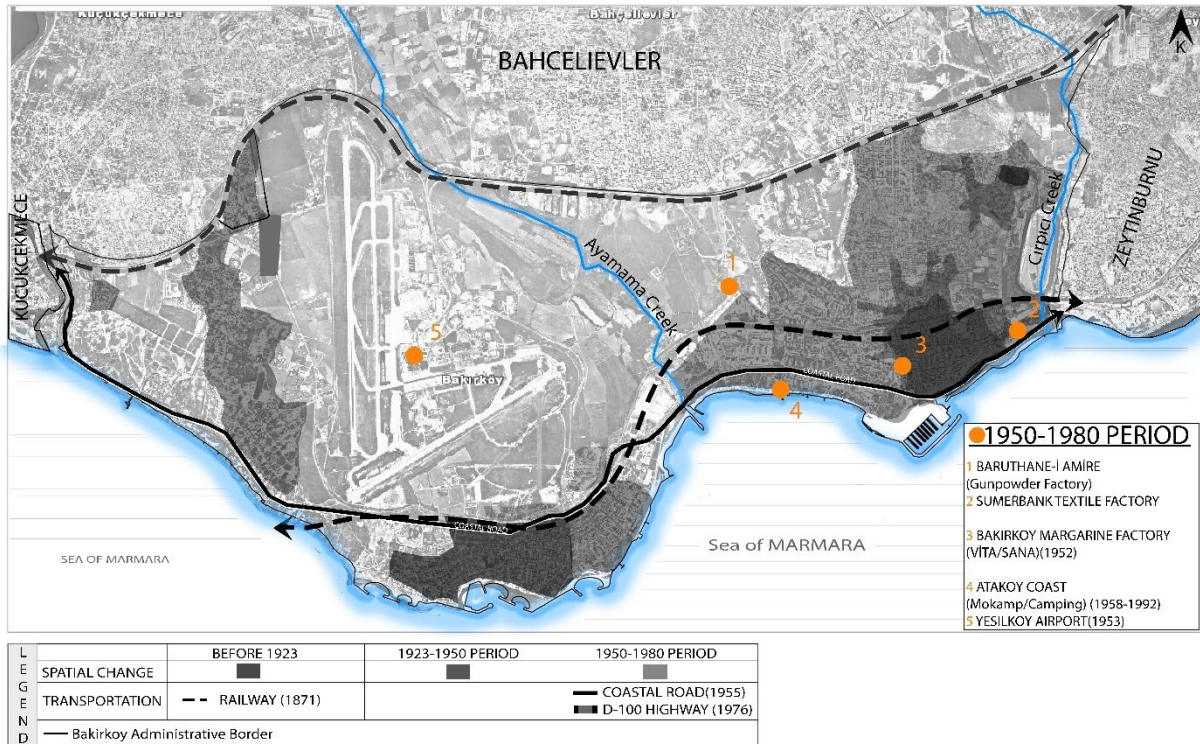 Küçükçekmece
Bahçelievler
K
BAHCELIEVLER
KUCUKCEKMECE
Ayamama Creek
Cırpıcı Creek
ZEYTINBURNU
1
2
5
3
Bakırköy
COASTAL ROAD
4
COASTAL ROAD
Sea of MARMARA
SEA OF MARMARA
1950-1980 PERIOD
1 BARUTHANE-İ AMİRE
(Gunpowder Factory)
2 SUMERBANK TEXTILE FACTORY
3 BAKIRKOY MARGARINE FACTORY
(VİTA/SANA)(1952)
4 ATAKOY COAST
(Mokamp/Camping) (1958-1992)
5 YESILKOY AIRPORT(1953)
LEGEND
BEFORE 1923 1923-1950 PERIOD 1950-1980 PERIOD
SPATIAL CHANGE
TRANSPORTATION RAILWAY (1871) COASTAL ROAD(1955)
D-100 HIGHWAY (1976)
Bakirkoy Administrative Border